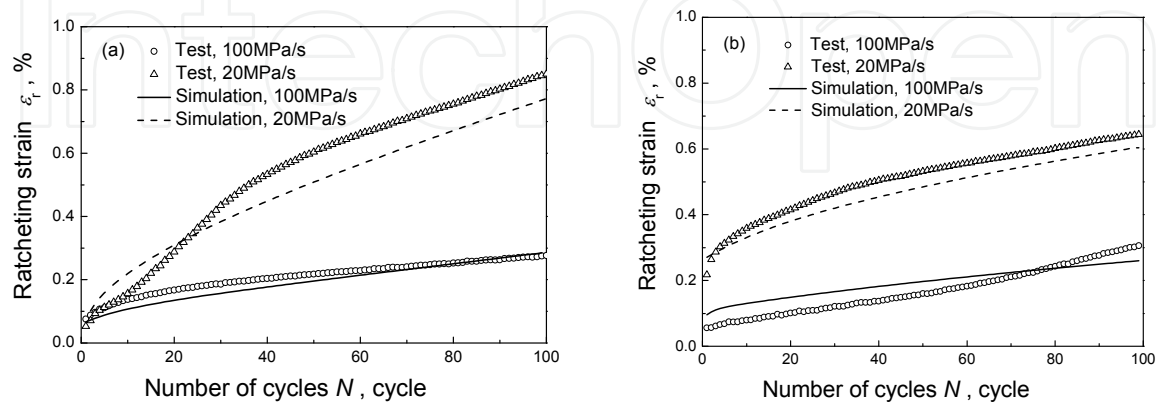 IntechOpen
(a)
Test, 100MPa/s
Test, 20MPa/s
Simulation, 100MPa/s
Simulation, 20MPa/s
Ratcheting strain εr , %
1.0
0.8
0.6
0.4
0.2
0.0
0 20 40 60 80 100
Number of cycles N , cycle
(b)
Test, 100MPa/s
Test, 20MPa/s
Simulation, 100MPa/s
Simulation, 20MPa/s
Ratcheting strain εr , %
1.0
0.8
0.6
0.4
0.2
0.0
0 20 40 60 80 100
Number of cycles N , cycle